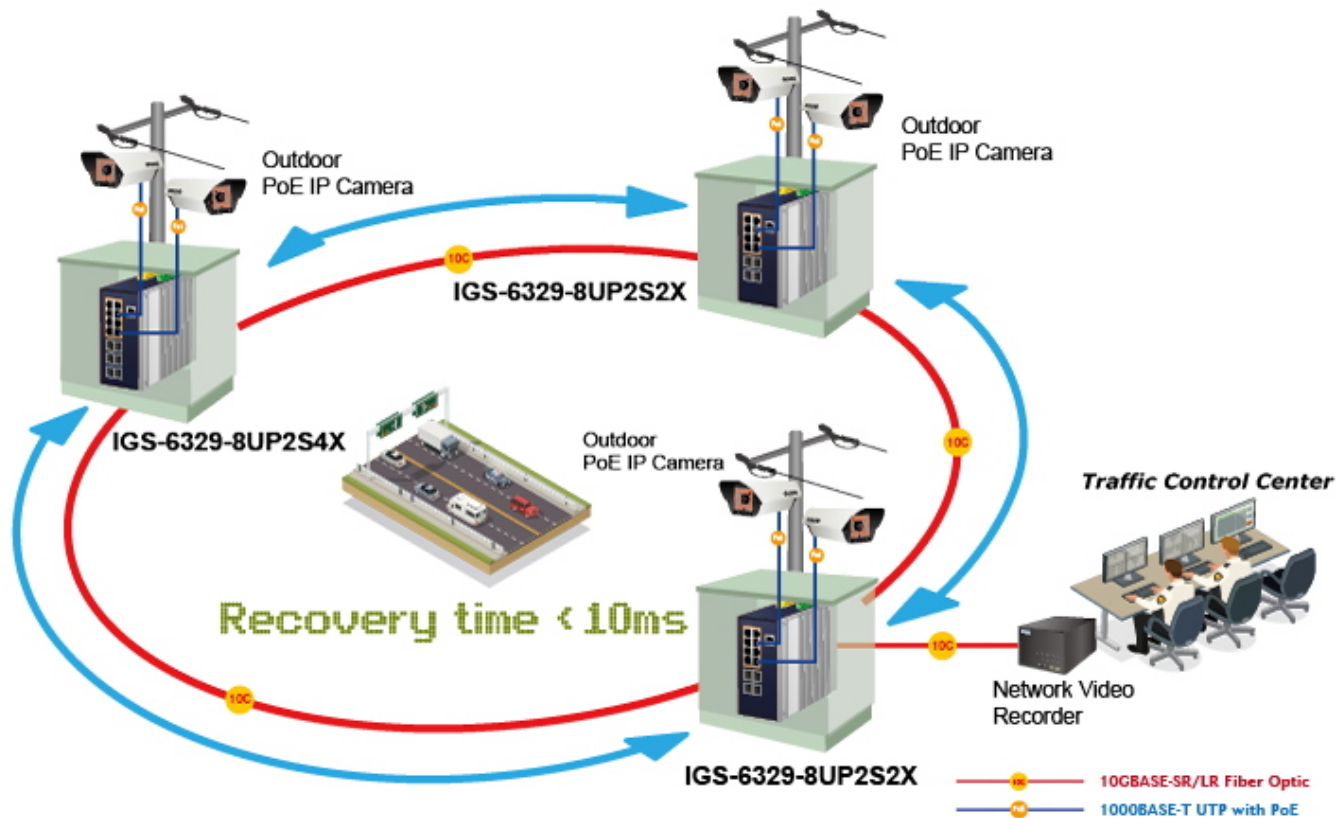 Outdoor
PoE IP Camera
Outdoor
PoE IP Camera
10G
IGS-6329-8UP2S2X
IGS-6329-8UP2S4X
Outdoor
PoE IP Camera
10G
Traffic Control Center
Recovery time < 10ms
10G
Network Video
Recorder
10G
IGS-6329-8UP2S2X
10G
10GBASE-SR/LR Fiber Optic
PoE
1000BASE-T UTP with PoE